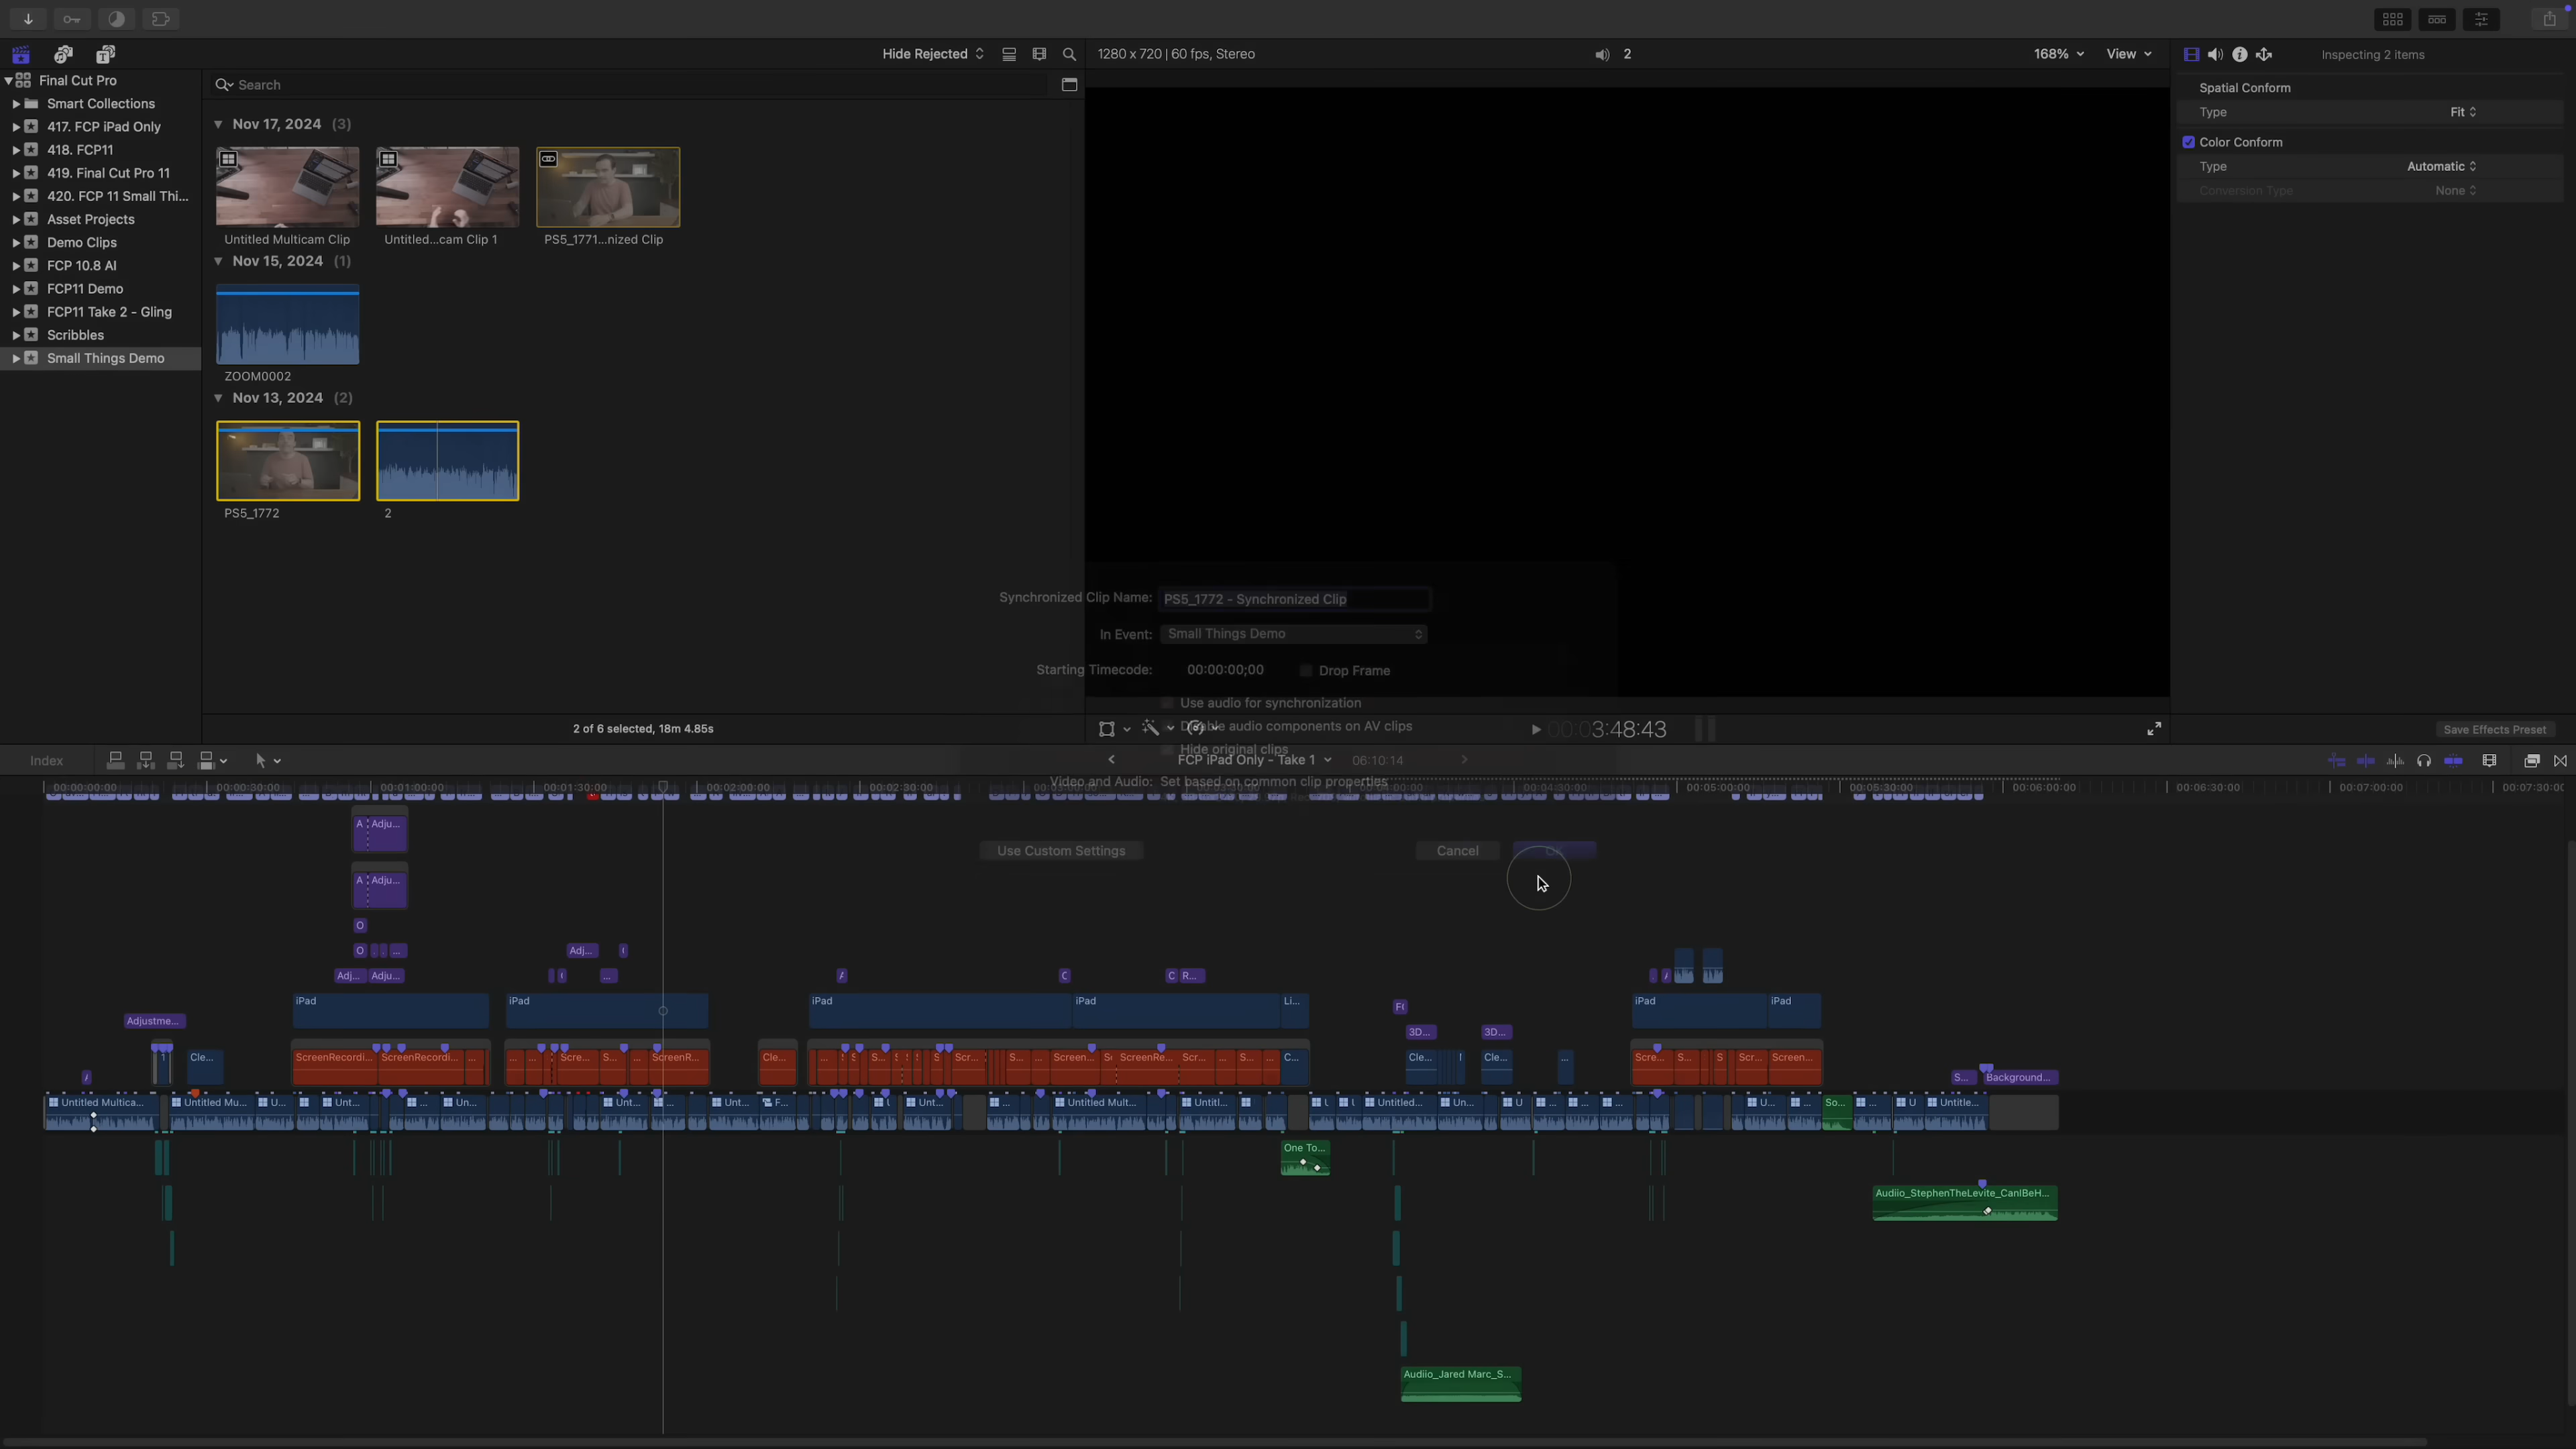 Hide Rejected
1280 x 720 | 60 fps, Stereo
2
168%
View
Inspecting 2 items
Final Cut Pro
Smart Collections
417. FCP iPad Only
418. FCP11
419. Final Cut Pro 11
420. FCP 11 Small Thi...
Asset Projects
Demo Clips
FCP 10.8 AI
FCP11 Demo
FCP11 Take 2 - Gling
Scribbles
Small Things Demo
Search
Nov 17, 2024 (3)
Untitled Multicam Clip
Untitled...cam Clip 1
PS5_1771...nized Clip
Nov 15, 2024 (1)
ZOOM0002
Nov 13, 2024 (2)
PS5_1772
2
2 of 6 selected, 18m 4.85s
Spatial Conform
Type Fit
Color Conform
Type Automatic
Conversion Type None
Save Effects Preset
Synchronized Clip Name: PS5_1772 - Synchronized Clip
In Event: Small Things Demo
Starting Timecode: 00:00:00;00 Drop Frame
Use audio for synchronization
Disable audio components on AV clips
Hide original clips
Video and Audio: Set based on common clip properties
Use Custom Settings
Cancel
OK
00:03:48:43
Index
FCP iPad Only - Take 1
06:10:14
00:00:00:00 00:00:30:00 00:01:00:00 00:01:30:00 00:02:00:00 00:02:30:00 00:04:30:00 00:05:00:00 00:05:30:00 00:06:00:00 00:06:30:00 00:07:00:00 00:07:30:00
A Adju...
A Adju...
O
O ... Adj...
Adj... Adju... ... C R...
iPad iPad iPad iPad Li... iPad iPad
Adjustme... 3D... 3D...
1 Cle... ScreenRecordi... ScreenRecordi... ... ... Scre... S... ... ScreenR... Cle... ... S... S Scr... S... ... Screen... ScreenRe... Scr... ... S... ... C... Cle... Cle... ... Scre... S... S Scr... Screen...
S... Background...
Untitled Multica... Untitled Mu... U... Unt... ... Un... Unt... ... Unt... F... U Unt... ... Untitled Mult... Untitl... Untitled... Un... U ... ... ... U... ... So... ... U Untitle...
One To...
Audiio_StephenTheLevite_CanIBeH...
Audiio_Jared Marc_S...